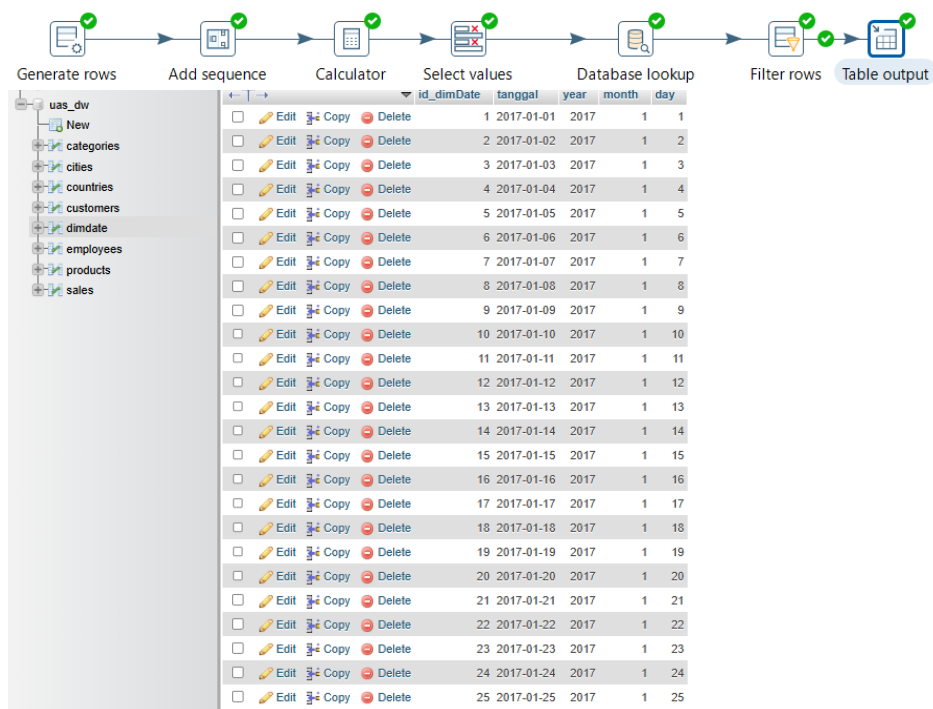 Generate rows Add sequence Calculator Select values Database lookup Filter rows Table output
uas_dw
New
categories
cities
countries
customers
dimdate
employees
products
sales
id_dimDate tanggal year month day
Edit Copy Delete 1 2017-01-01 2017 1 1
Edit Copy Delete 2 2017-01-02 2017 1 2
Edit Copy Delete 3 2017-01-03 2017 1 3
Edit Copy Delete 4 2017-01-04 2017 1 4
Edit Copy Delete 5 2017-01-05 2017 1 5
Edit Copy Delete 6 2017-01-06 2017 1 6
Edit Copy Delete 7 2017-01-07 2017 1 7
Edit Copy Delete 8 2017-01-08 2017 1 8
Edit Copy Delete 9 2017-01-09 2017 1 9
Edit Copy Delete 10 2017-01-10 2017 1 10
Edit Copy Delete 11 2017-01-11 2017 1 11
Edit Copy Delete 12 2017-01-12 2017 1 12
Edit Copy Delete 13 2017-01-13 2017 1 13
Edit Copy Delete 14 2017-01-14 2017 1 14
Edit Copy Delete 15 2017-01-15 2017 1 15
Edit Copy Delete 16 2017-01-16 2017 1 16
Edit Copy Delete 17 2017-01-17 2017 1 17
Edit Copy Delete 18 2017-01-18 2017 1 18
Edit Copy Delete 19 2017-01-19 2017 1 19
Edit Copy Delete 20 2017-01-20 2017 1 20
Edit Copy Delete 21 2017-01-21 2017 1 21
Edit Copy Delete 22 2017-01-22 2017 1 22
Edit Copy Delete 23 2017-01-23 2017 1 23
Edit Copy Delete 24 2017-01-24 2017 1 24
Edit Copy Delete 25 2017-01-25 2017 1 25